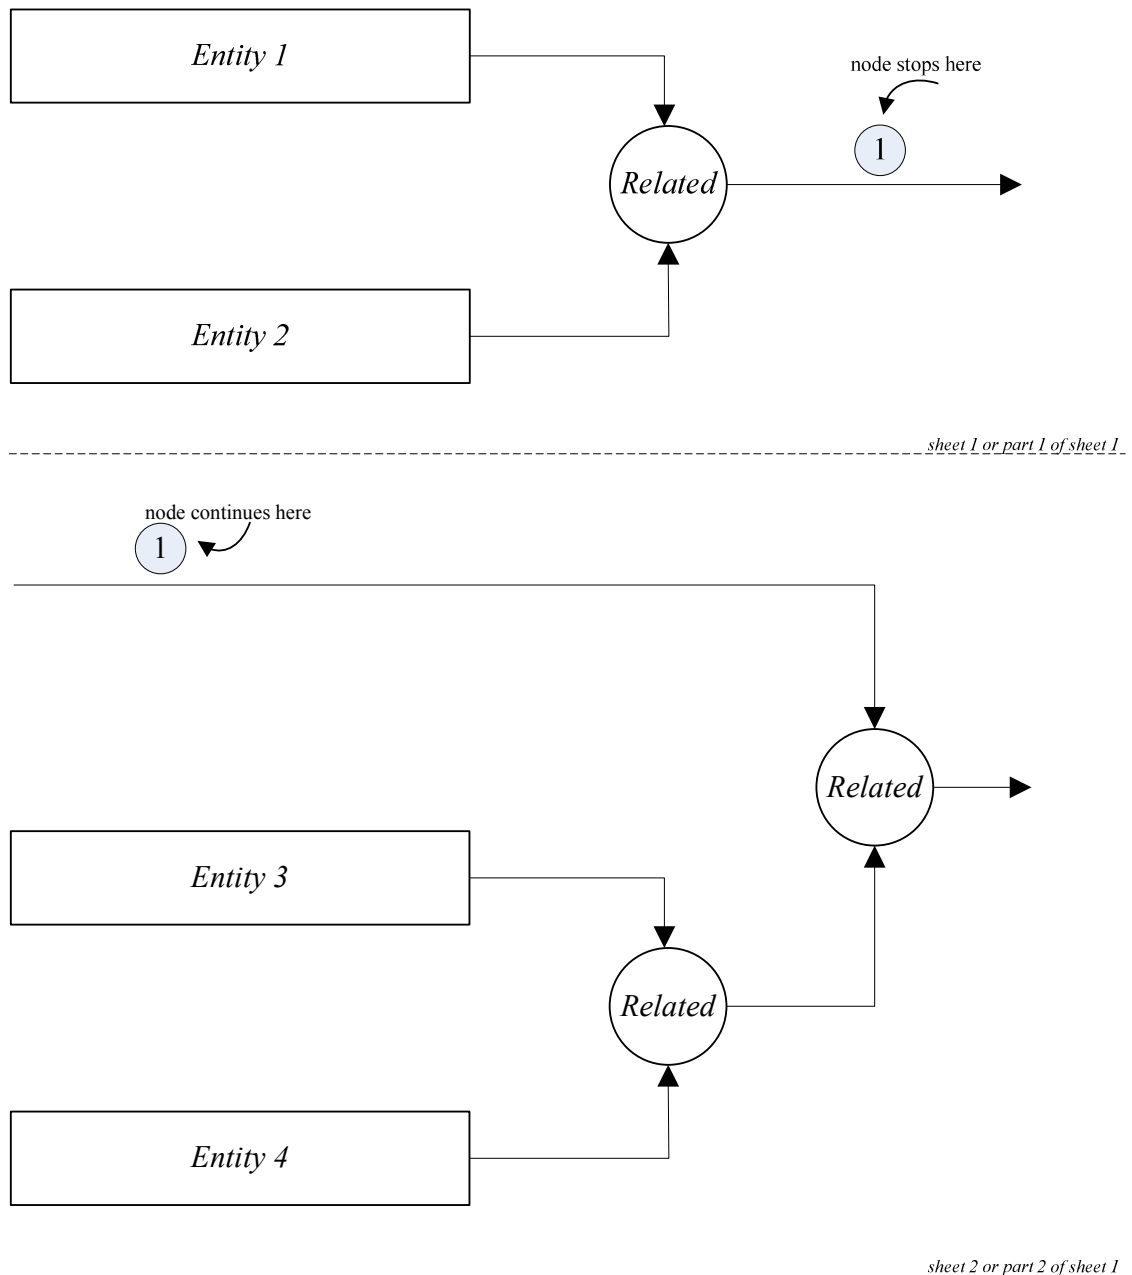 Entity 1
node stops here
1
Related
Entity 2
sheet 1 or part 1 of sheet 1
node continues here
1
Related
Entity 3
Related
Entity 4
sheet 2 or part 2 of sheet 1